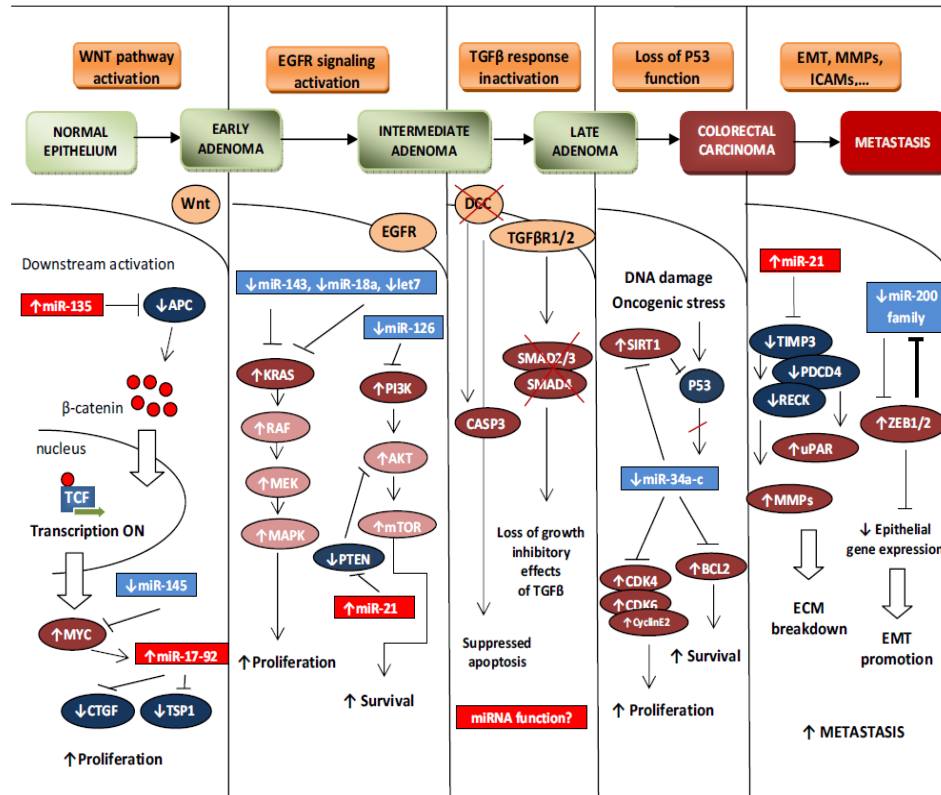 WNT pathway
activation
EGFR signaling
activation
TGFβ response
inactivation
Loss of P53
function
EMT, MMPs,
ICAMs,...
NORMAL
EPITHELIUM
EARLY
ADENOMA
INTERMEDIATE
ADENOMA
LATE
ADENOMA
COLORECTAL
CARCINOMA
METASTASIS
Wnt
Downstream activation
↑miR-135
↓APC
β-catenin
nucleus
TCF
Transcription ON
↓miR-145
↑MYC
↑miR-17-92
↓CTGF
↓TSP1
↑Proliferation
EGFR
↓miR-143, ↓miR-18a, ↓let7
↓miR-126
↑KRAS
↑PI3K
↑RAF
↑AKT
↑MEK
↑mTOR
↑MAPK
↓PTEN
↑miR-21
↑Proliferation
↑ Survival
DCC
TGFβR1/2
SMAD2/3
SMAD4
CASP3
Loss of growth
inhibitory
effects
of TGFß
Suppressed
apoptosis
miRNA function?
DNA damage
Oncogenic stress
↑SIRT1
P53
↓miR-34a-c
↑CDK4
↑CDK6
↑CyclinE2
↑BCL2
↑ Survival
↑ Proliferation
↑miR-21
↓miR-200
family
↓TIMP3
↓PDCD4
↓RECK
↑ZEB1/2
↑uPAR
↑MMPs
↓ Epithelial
gene expression
ECM
breakdown
EMT
promotion
↑ METASTASIS